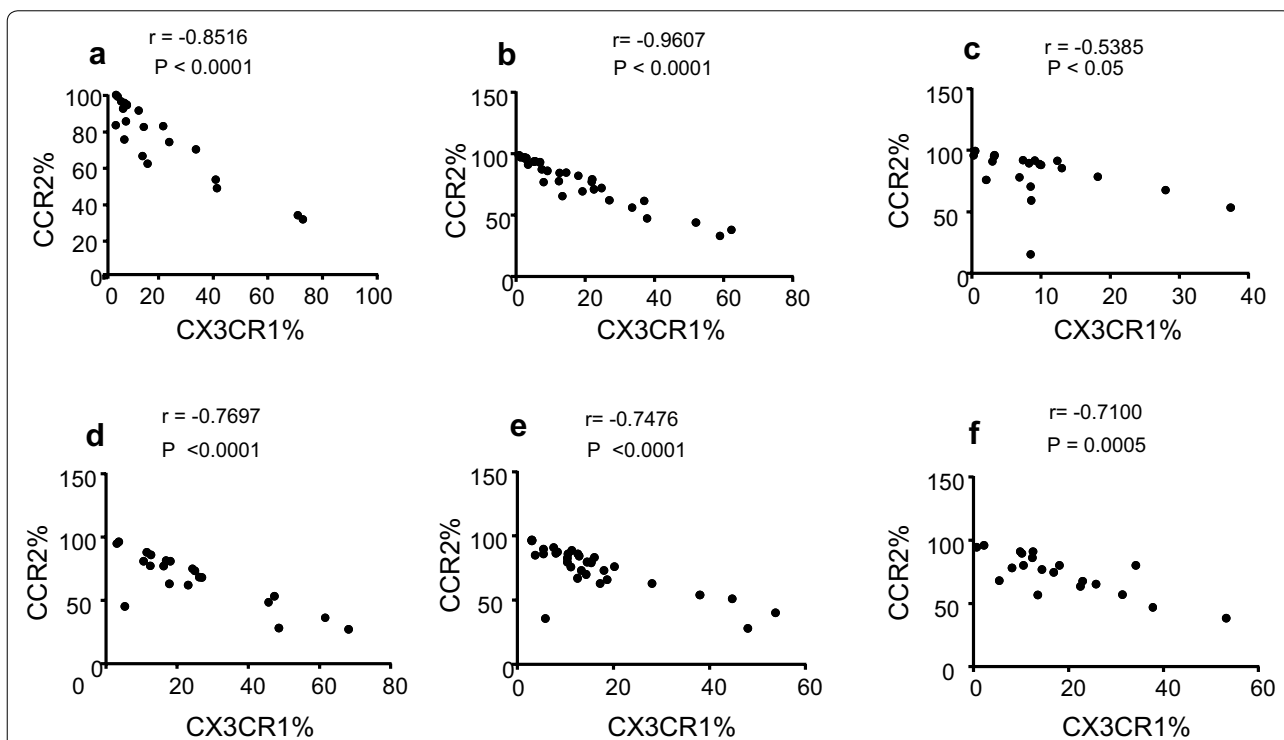 a
r = -0.8516
P < 0.0001
100
80
60
40
20
0
CCR2%
0 20 40 60 80 100
CX3CR1%
b
r= -0.9607
P < 0.0001
150
100
50
0
CCR2%
0 20 40 60 80
CX3CR1%
c
r = -0.5385
P < 0.05
150
100
50
0
CCR2%
0 10 20 30 40
CX3CR1%
d
r = -0.7697
P <0.0001
150
100
50
0
CCR2%
0 20 40 60 80
CX3CR1%
e
r= -0.7476
P <0.0001
150
100
50
0
CCR2%
0 20 40 60
CX3CR1%
f
r= -0.7100
P = 0.0005
150
100
50
0
CCR2%
0 20 40 60
CX3CR1%